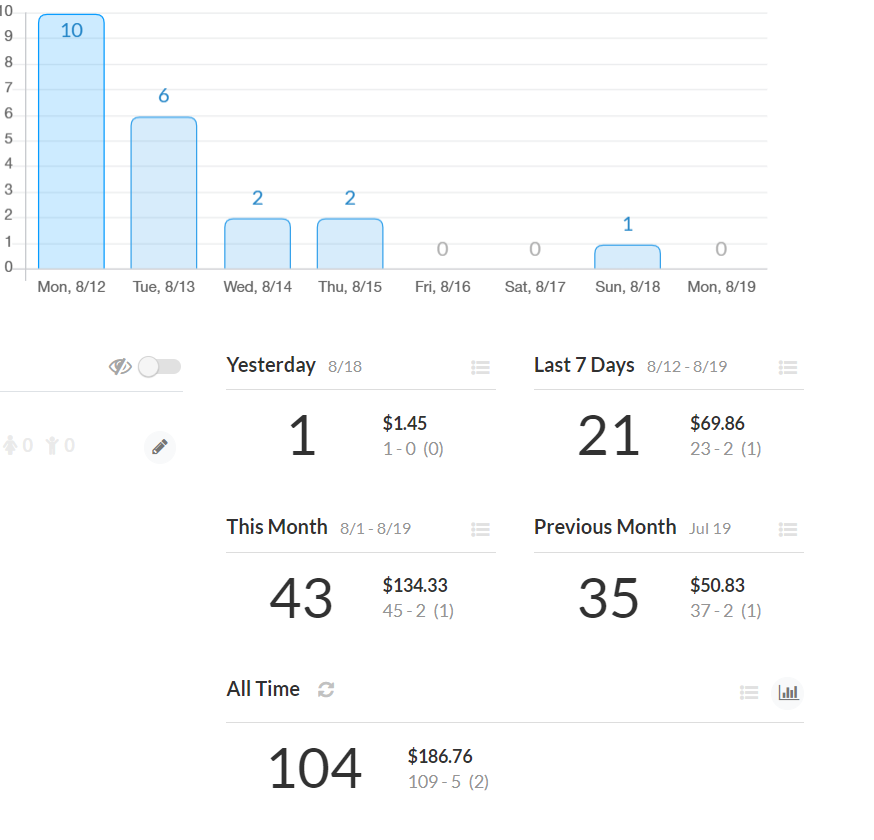 10
9
8
7
6
5
4
3
2
1
0
10
6
2
2
0
0
1
0
Mon, 8/12 Tue, 8/13 Wed, 8/14 Thu, 8/15 Fri, 8/16 Sat, 8/17 Sun, 8/18 Mon, 8/19
0 0
Yesterday 8/18
1
$1.45
1 - 0 (0)
Last 7 Days 8/12 - 8/19
21
$69.86
23 - 2 (1)
This Month 8/1 - 8/19
43
$134.33
45 - 2 (1)
Previous Month Jul 19
35
$50.83
37 - 2 (1)
All Time
104
$186.76
109 - 5 (2)